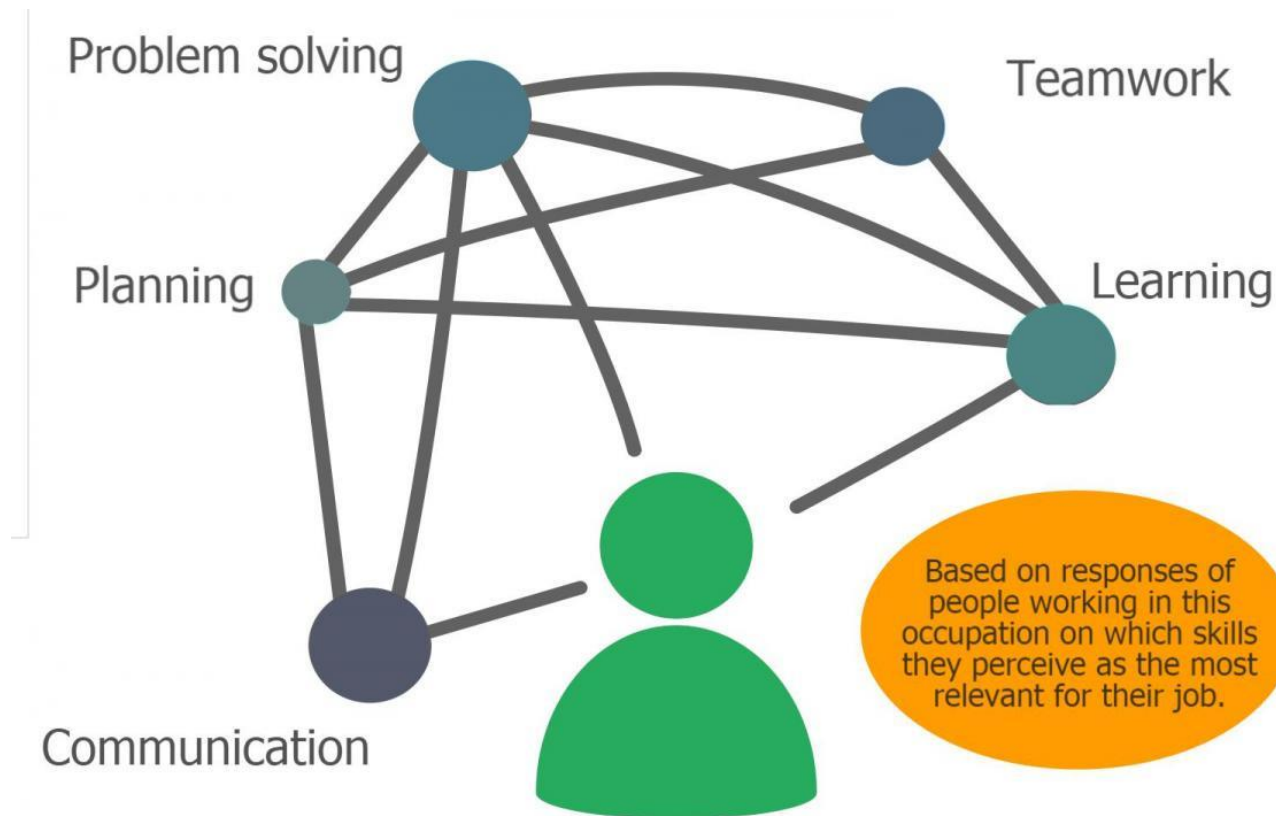 Problem solving
Teamwork
Planning
Learning
Communication
Based on responses of
people working in this
occupation on which skills
they perceive as the most
relevant for their job.